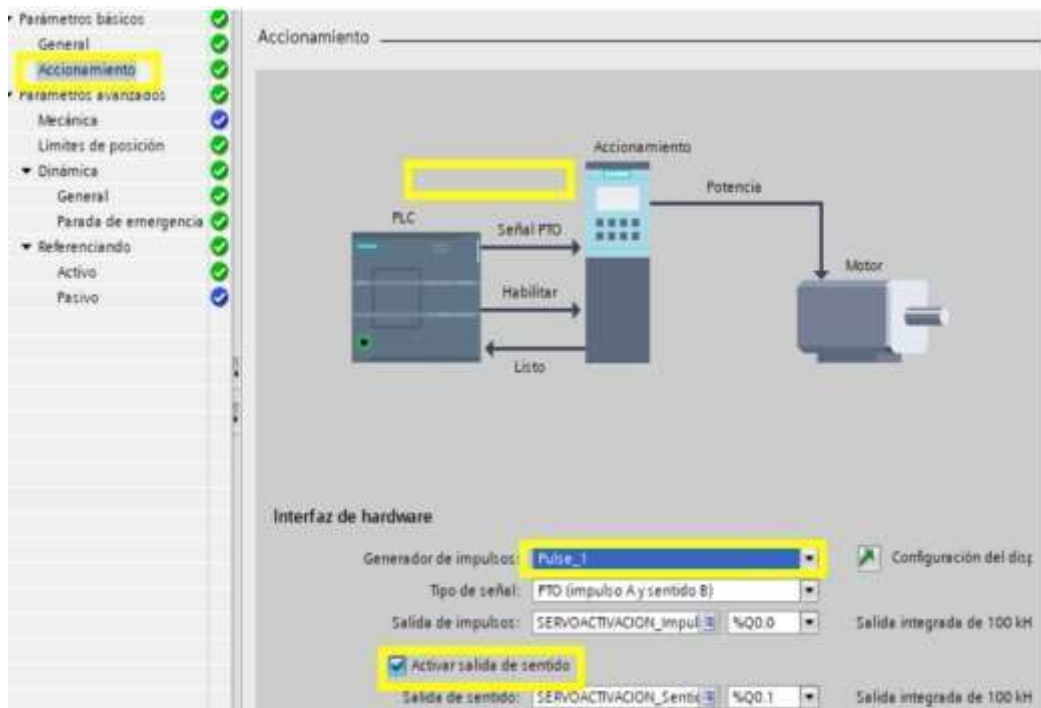 Parámetros básicos
General
Accionamiento
Parámetros avanzados
Mecánica
Límites de posición
Dinámica
General
Parada de emergencia
Referenciando
Activo
Pasivo
Accionamiento
Accionamiento
Potencia
PLC
Señal PTO
Motor
Habilitar
Listo
Interfaz de hardware
Generador de impulsos: Pulse_1 Configuración del disp
Tipo de señal: PTO (impulso A y sentido B)
Salida de impulsos: SERVOACTIVACION_Impul %Q0.0 Salida integrada de 100 kH
Activar salida de sentido
Salida de sentido: SERVOACTIVACION_Sentic %Q0.1 Salida integrada de 100 kH